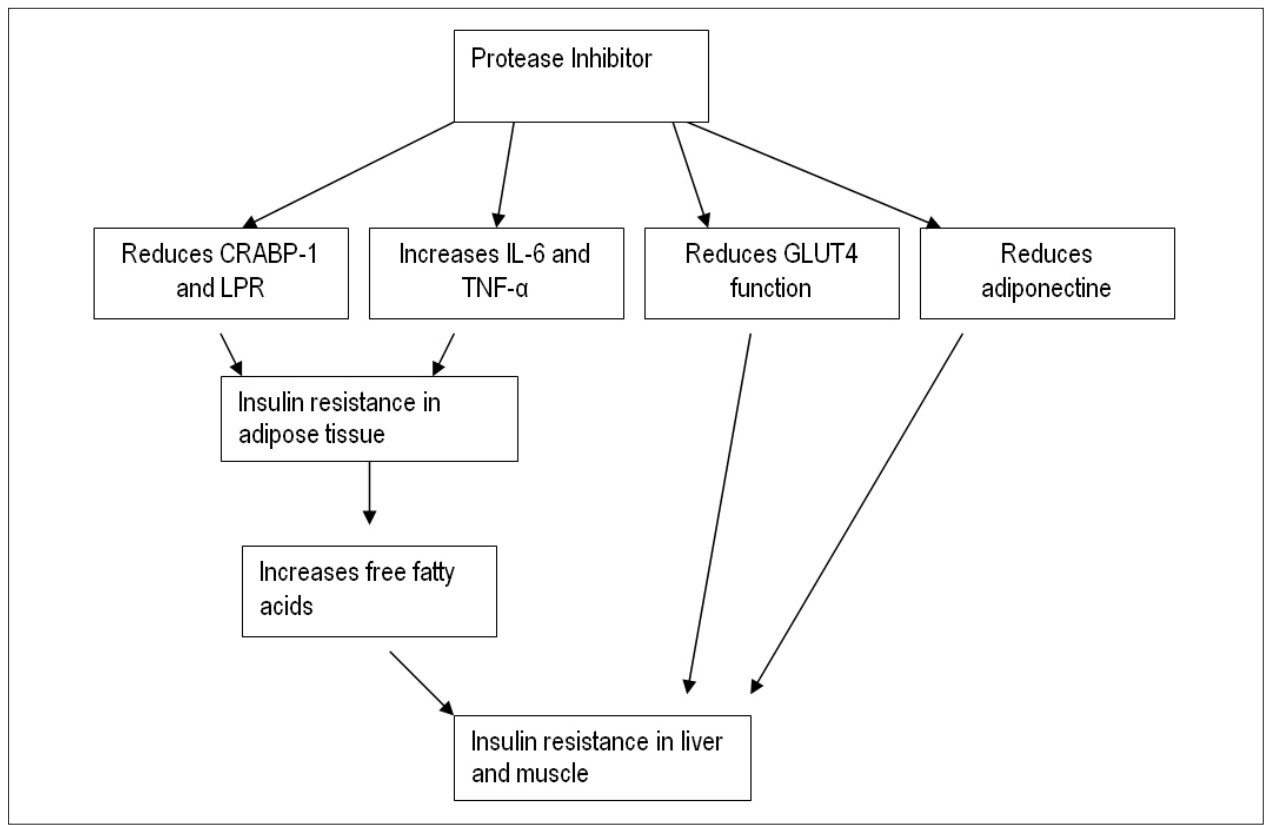 Protease Inhibitor
Reduces CRABP-1
and LPR
Increases IL-6 and
TNF-α
Reduces GLUT4
function
Reduces
adiponectine
Insulin resistance in
adipose tissue
Increases free fatty
acids
Insulin resistance in liver
and muscle